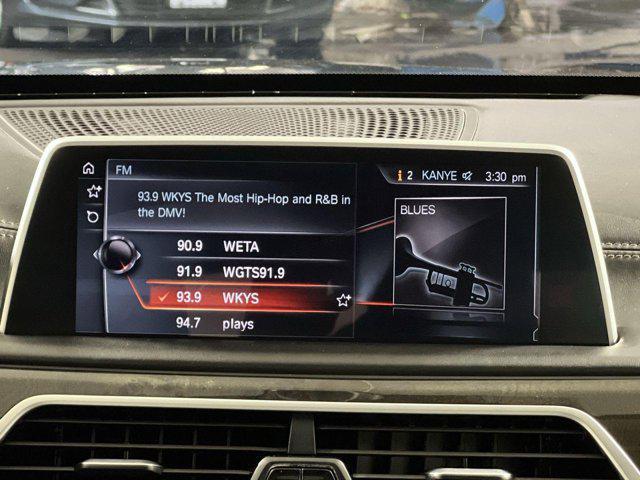 FM
2 KANYE 3:30 pm
93.9 WKYS The Most Hip-Hop and R&B in
the DMV!
BLUES
90.9 WETA
91.9 WGTS91.9
93.9 WKYS
94.7 plays